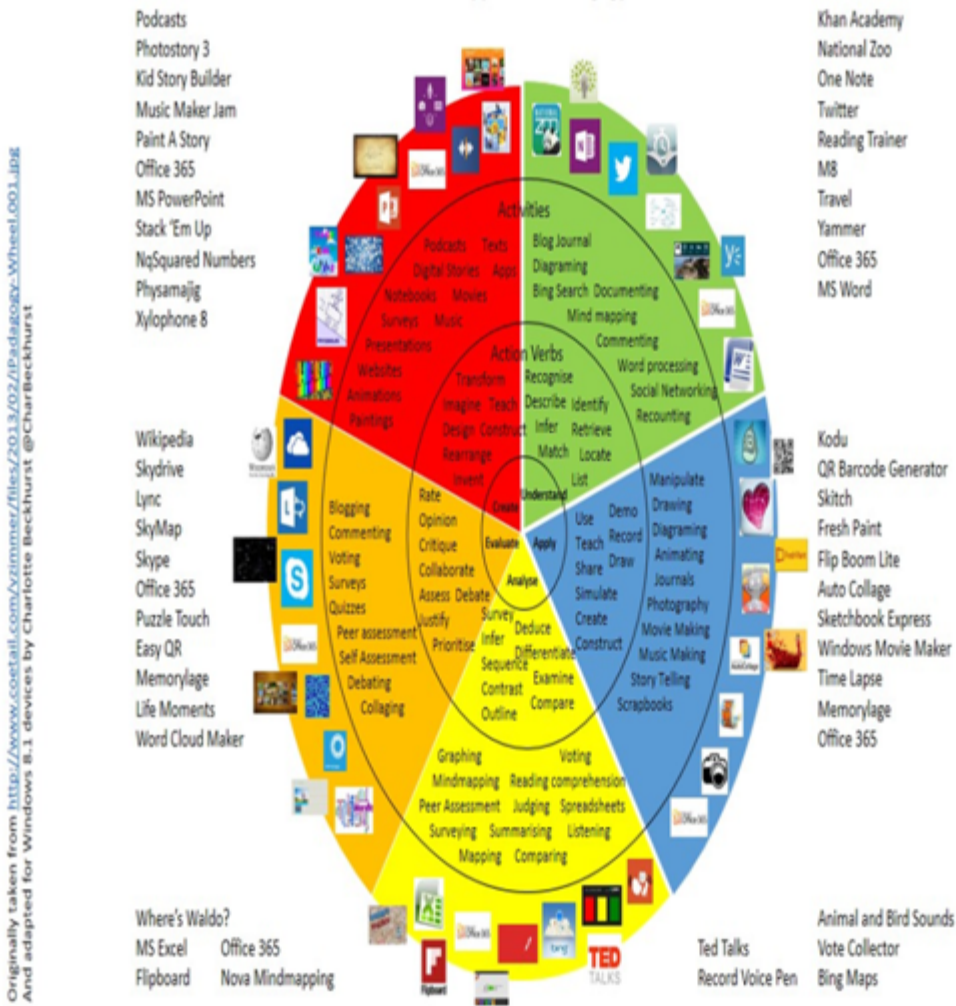 Podcasts
Photostory 3
Kid Story Builder
Music Maker Jam
Paint A Story
Office 365
MS PowerPoint
Stack 'Em Up
NqSquared Numbers
Physamajig
Xylophone 8
Khan Academy
National Zoo
One Note
Twitter
Reading Trainer
M8
Travel
Yammer
Office 365
MS Word
Activities
Podcasts Texts
Digital Stories Apps
Notebooks Movies
Surveys Music
Presentations
Websites
Animations
Paintings
Blog Journal
Diagraming
Bing Search Documenting
Mind mapping
Commenting
Word processing
Social Networking
Recounting
Action Verbs
Transform
Imagine Teach
Design Construct
Rearrange
Invent
Create
Recognise
Describe Identify
Infer Retrieve
Match Locate
List
Understand
Wikipedia
Skydrive
Lync
SkyMap
Skype
Office 365
Puzzle Touch
Easy QR
Memorylage
Life Moments
Word Cloud Maker
Blogging
Commenting
Voting
Surveys
Quizzes
Peer assessment
Self Assessment
Debating
Collaging
Rate
Opinion
Critique
Collaborate
Assess Debate
Justify
Prioritise
Evaluate
Apply
Analyse
Use Demo
Teach Record
Share Draw
Simulate
Create
Construct
Manipulate
Drawing
Diagraming
Animating
Journals
Photography
Movie Making
Music Making
Story Telling
Scrapbooks
Kodu
QR Barcode Generator
Skitch
Fresh Paint
Flip Boom Lite
Auto Collage
Sketchbook Express
Windows Movie Maker
Time Lapse
Memorylage
Office 365
Survey Deduce
Infer Differentiate
Sequence Examine
Contrast Compare
Outline
Graphing Voting
Mindmapping Reading comprehension
Peer Assessment Judging Spreadsheets
Surveying Summarising Listening
Mapping Comparing
Where's Waldo?
MS Excel Office 365
Flipboard Nova Mindmapping
Flipboard
bing
TED
TALKS
Animal and Bird Sounds
Ted Talks Vote Collector
Record Voice Pen Bing Maps
Originally taken from http://www.coetail.com/vzimmer/files/2013/02/iPadagogy-Wheel.001.jpg
And adapted for Windows 8.1 devices by Charlotte Beckhurst @CharBeckhurst